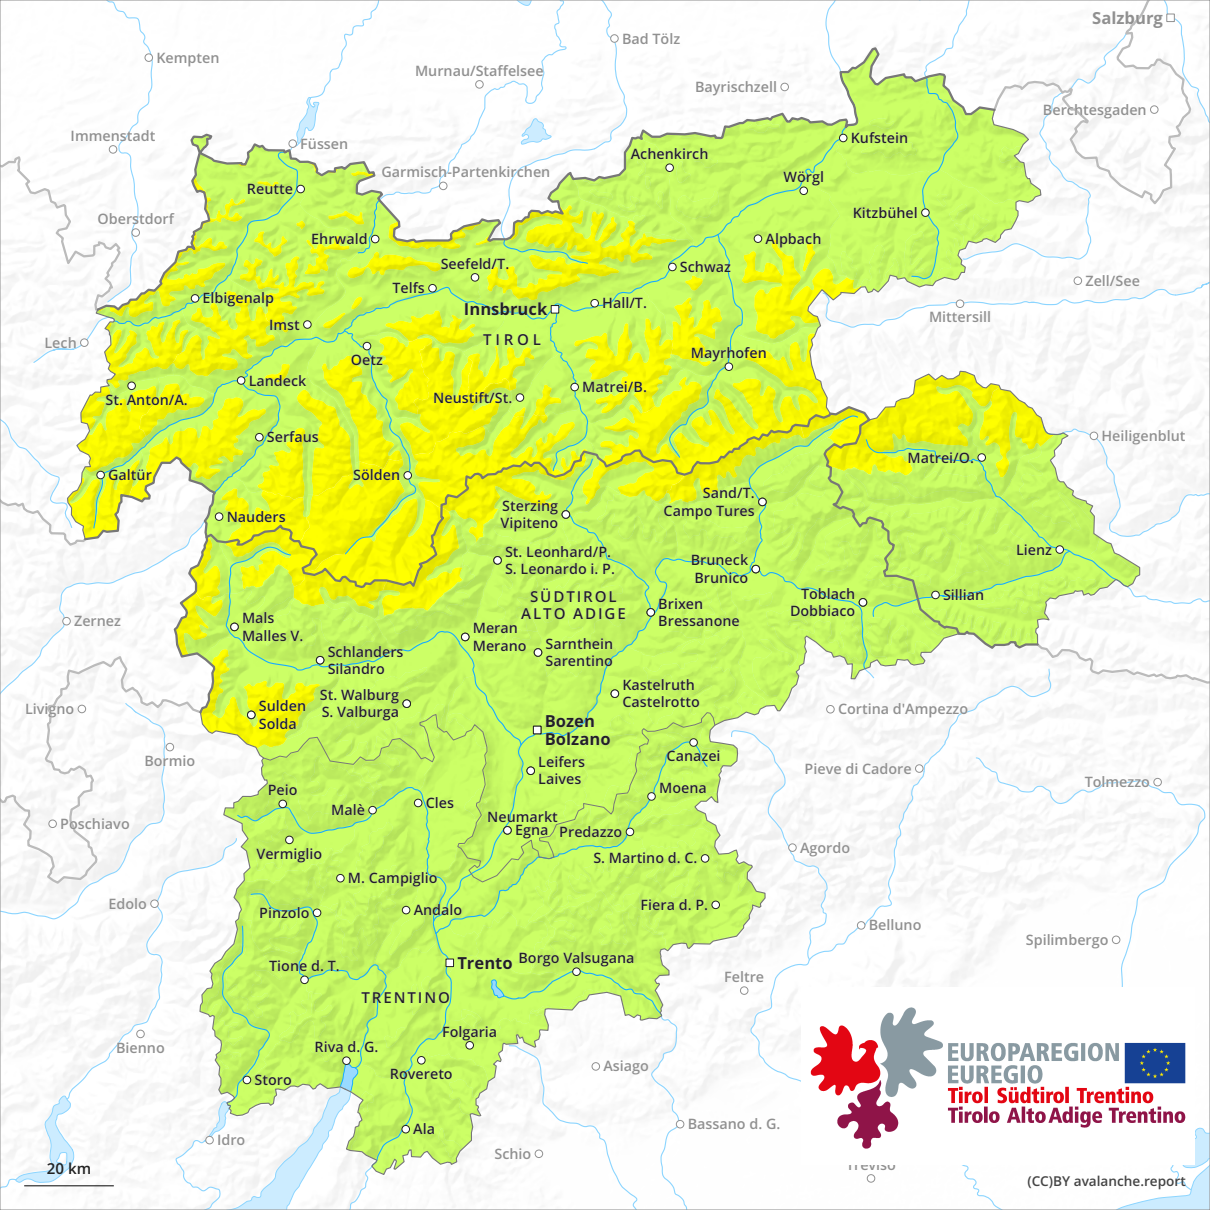 Salzburg
Bad Tölz
Kempten
Murnau/Staffelsee
Bayrischzell
Berchtesgaden
Immenstadt
Füssen
Kufstein
Achenkirch
Garmisch-Partenkirchen
Wörgl
Reutte
Oberstdorf
Kitzbühel
Ehrwald
Alpbach
Seefeld/T.
Schwaz
Zell/See
Telfs
Elbigenalp
Innsbruck
Hall/T.
Mittersill
Imst
TIROL
Lech
Oetz
Mayrhofen
Landeck
Matrei/B.
St. Anton/A.
Neustift/St.
Serfaus
Heiligenblut
Matrei/O.
Galtür
Sölden
Sand/T.
Campo Tures
Sterzing
Vipiteno
Nauders
St. Leonhard/P.
S. Leonardo i. P.
Lienz
Bruneck
Brunico
SÜDTIROL
ALTO ADIGE
Toblach
Dobbiaco
Sillian
Brixen
Bressanone
Zernez
Mals
Malles V.
Meran
Merano
Sarnthein
Sarentino
Schlanders
Silandro
Kastelruth
Castelrotto
St. Walburg
S. Valburga
Livigno
Sulden
Solda
Cortina d'Ampezzo
Bozen
Bolzano
Bormio
Canazei
Leifers
Laives
Pieve di Cadore
Tolmezzo
Peio
Moena
Malè
Cles
Neumarkt
Egna
Predazzo
Poschiavo
Vermiglio
Agordo
S. Martino d. C.
M. Campiglio
Edolo
Pinzolo
Andalo
Fiera d. P.
Belluno
Spilimbergo
Trento
Borgo Valsugana
Tione d. T.
Feltre
TRENTINO
Folgaria
Bienno
Riva d. G.
Rovereto
Asiago
Storo
EUROPAREGION
EUREGIO
Tirol Südtirol Trentino
Tirolo Alto Adige Trentino
Ala
Bassano d. G.
Idro
Schio
Treviso
20 km
(CC)BY avalanche.report